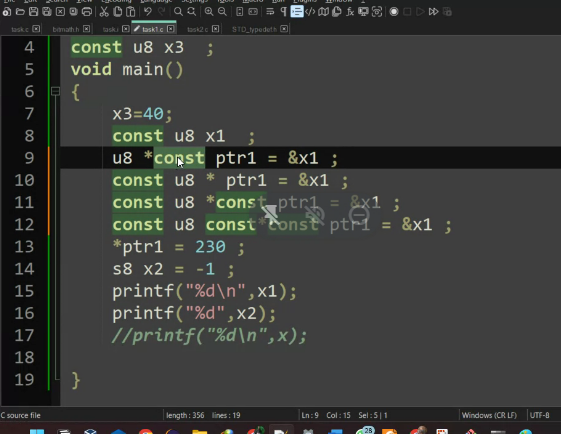 task.c bitmath.h task.i task1.c task2.c STD_typedef.h
4 const u8 x3 ;
5 void main()
6 {
7 x3=40;
8 const u8 x1 ;
9 u8 *const ptr1 = &x1 ;
10 const u8 * ptr1 = &x1 ;
11 const u8 *const ptr1 = &x1 ;
12 const u8 const*const ptr1 = &x1 ;
13 *ptr1 = 230 ;
14 s8 x2 = -1 ;
15 printf("%d\n",x1);
16 printf("%d",x2);
17 //printf("%d\n",x);
18
19 }
C source file length : 356 lines : 19 Ln : 9 Col : 15 Sel : 5 | 1 Windows (CR LF) UTF-8
28